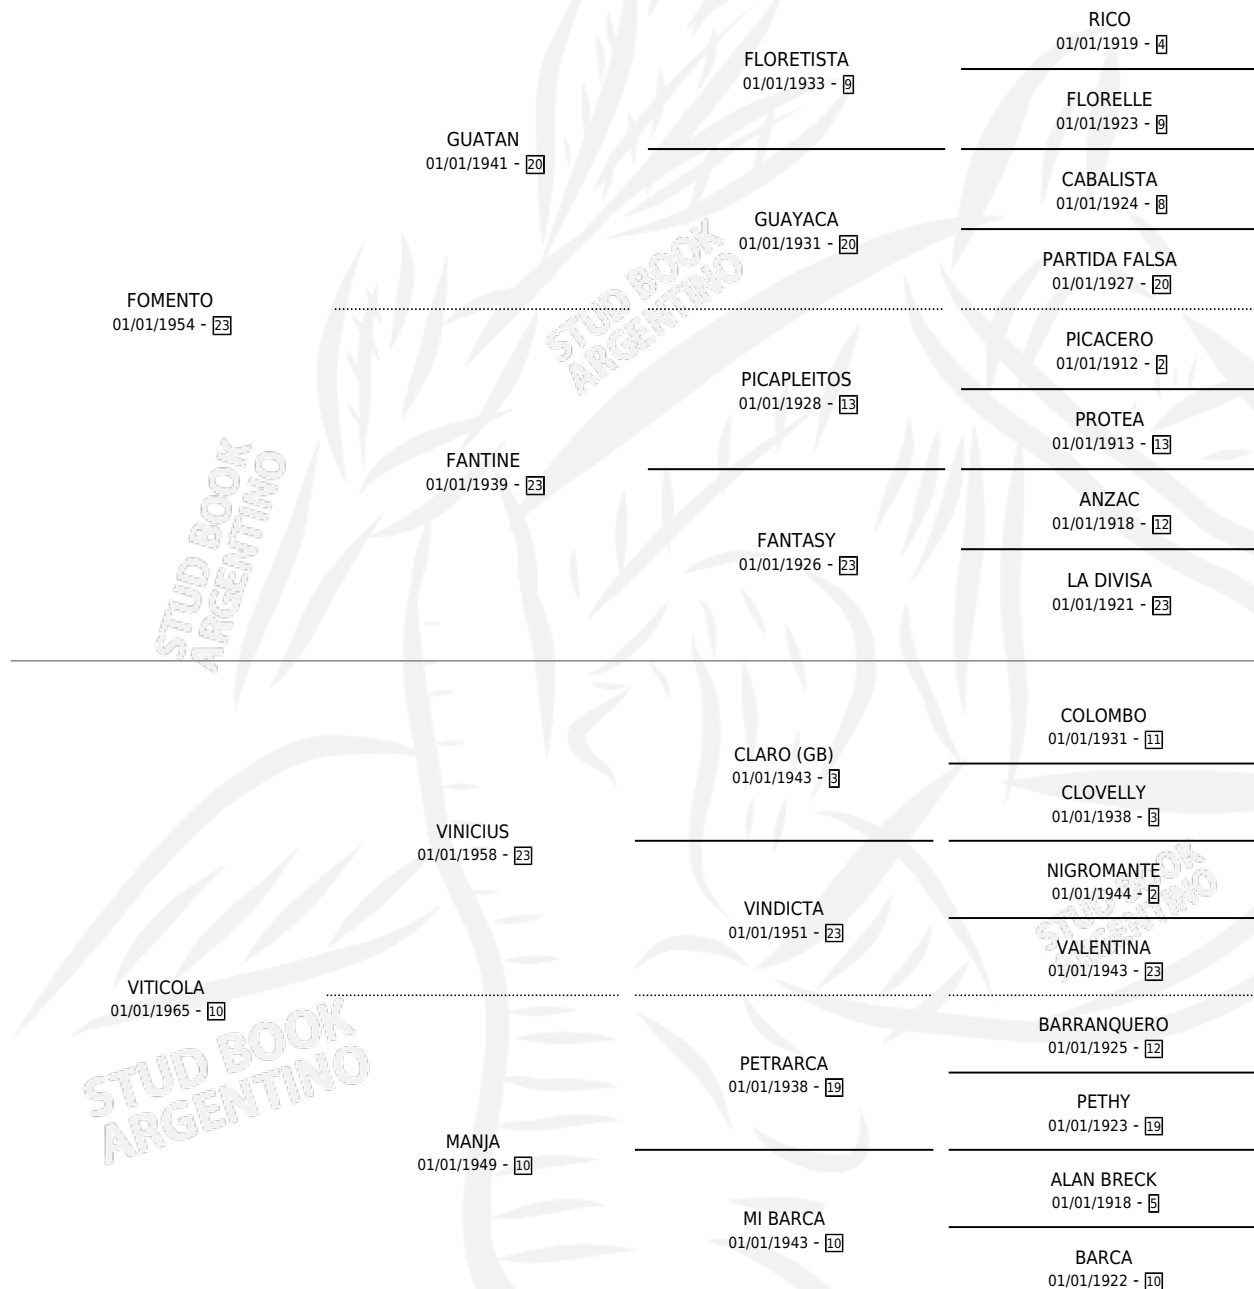 RICO
01/01/1919 - 4
FLORETISTA
01/01/1933 - 9
FLORELLE
01/01/1923 - 9
GUATAN
01/01/1941 - 20
CABALISTA
01/01/1924 - 8
GUAYACA
01/01/1931 - 20
PARTIDA FALSA
01/01/1927 - 20
FOMENTO
01/01/1954 - 23
PICACERO
01/01/1912 - 2
PICAPLEITOS
01/01/1928 - 13
PROTEA
01/01/1913 - 13
FANTINE
01/01/1939 - 23
ANZAC
01/01/1918 - 12
FANTASY
01/01/1926 - 23
LA DIVISA
01/01/1921 - 23
COLOMBO
01/01/1931 - 11
CLARO (GB)
01/01/1943 - 3
CLOVELLY
01/01/1938 - 3
VINICIUS
01/01/1958 - 23
NIGROMANTE
01/01/1944 - 2
VINDICTA
01/01/1951 - 23
VALENTINA
01/01/1943 - 23
VITICOLA
01/01/1965 - 10
BARRANQUERO
01/01/1925 - 12
PETRARCA
01/01/1938 - 19
PETHY
01/01/1923 - 19
MANJA
01/01/1949 - 10
ALAN BRECK
01/01/1918 - 5
MI BARCA
01/01/1943 - 10
BARCA
01/01/1922 - 10
STUD BOOK
ARGENTINO
STUD BOOK
ARGENTINO
STUD BOOK
ARGENTINO
STUD BOOK
ARGENTINO